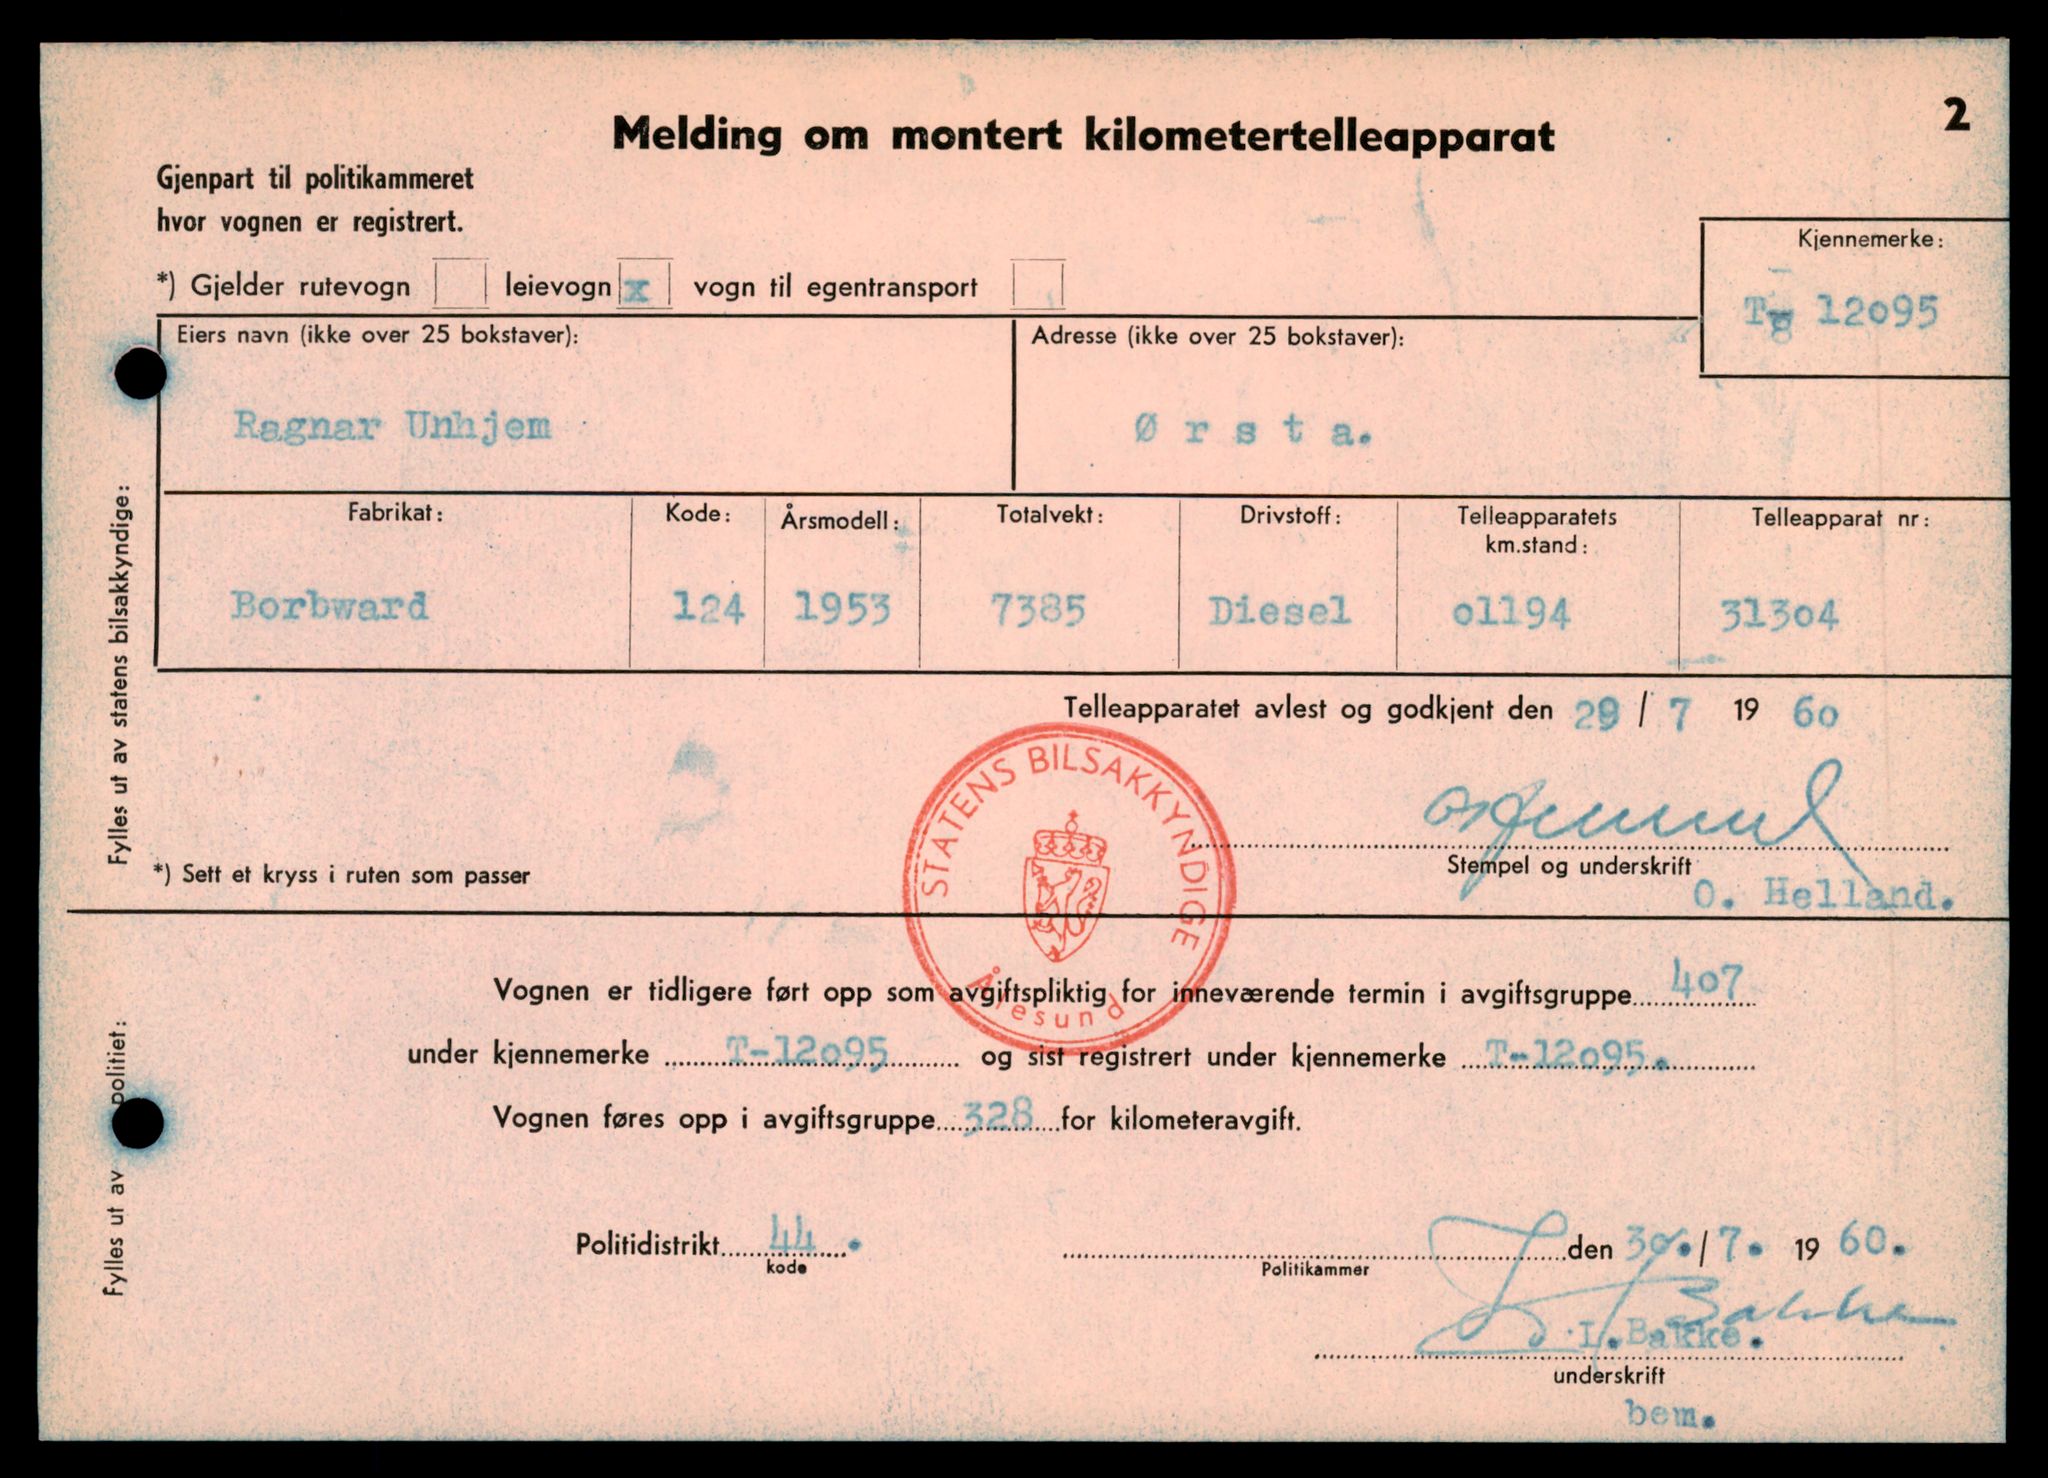 2
Melding om montert kilometertelleapparat
Gjenpart til politikammeret
hvor vognen er registrert.
Kjennemerke:
*) Gjelder rutevogn leievogn x vogn til egentransport
T 12095
Eiers navn (ikke over 25 bokstaver): Adresse (ikke over 25 bokstaver):
Ragnar Unhjem Ø r s t a.
Fabrikat: Kode: Årsmodell: Totalvekt: Drivstoff: Telleapparatets km.stand: Telleapparat nr:
Borbward 124 1953 7385 Diesel 01194 31304
Fylles ut av statens bilsakkyndige:
Telleapparatet avlest og godkjent den 29 / 7 19 60
STATENS BILSAKKYNDIGE
Ålesund
Stempel og underskrift
O. Helland.
*) Sett et kryss i ruten som passer
Vognen er tidligere ført opp som avgiftspliktig for inneværende termin i avgiftsgruppe 407
under kjennemerke T-12095 og sist registrert under kjennemerke T-12095.
Vognen føres opp i avgiftsgruppe 328 for kilometeravgift.
Fylles ut av politiet:
Politidistrikt 44. den 30./7. 19 60.
kode Politikammer
Bakke
I. Bakke.
underskrift
bem.